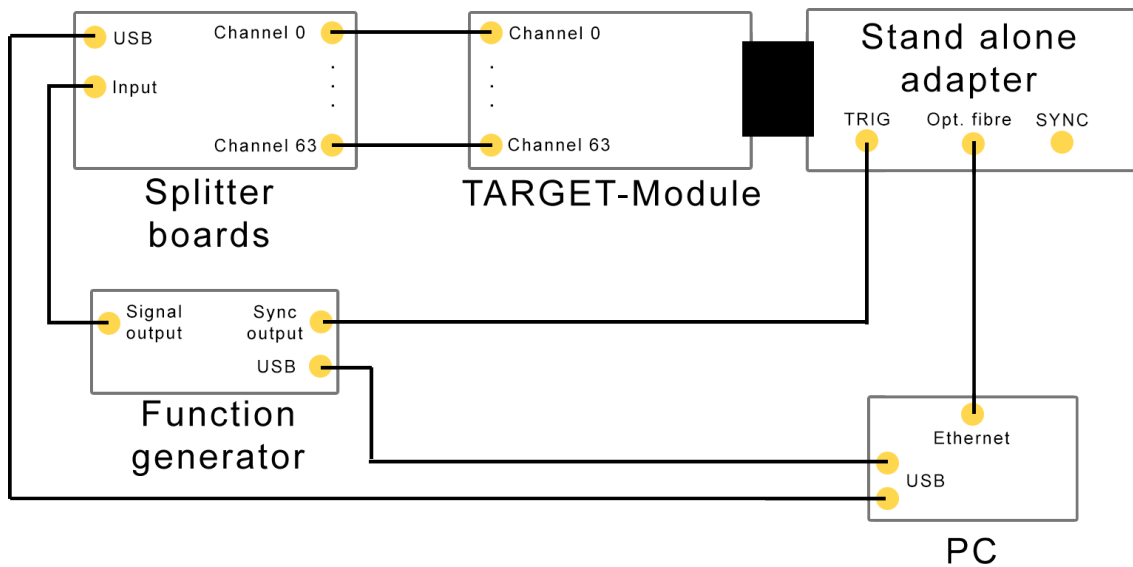 USB
Input
Channel 0
Channel 63
Splitter
boards
Channel 0
Channel 63
TARGET-Module
Stand alone
adapter
TRIG
Opt. fibre
SYNC
Signal
output
Sync
output
USB
Function
generator
Ethernet
USB
PC